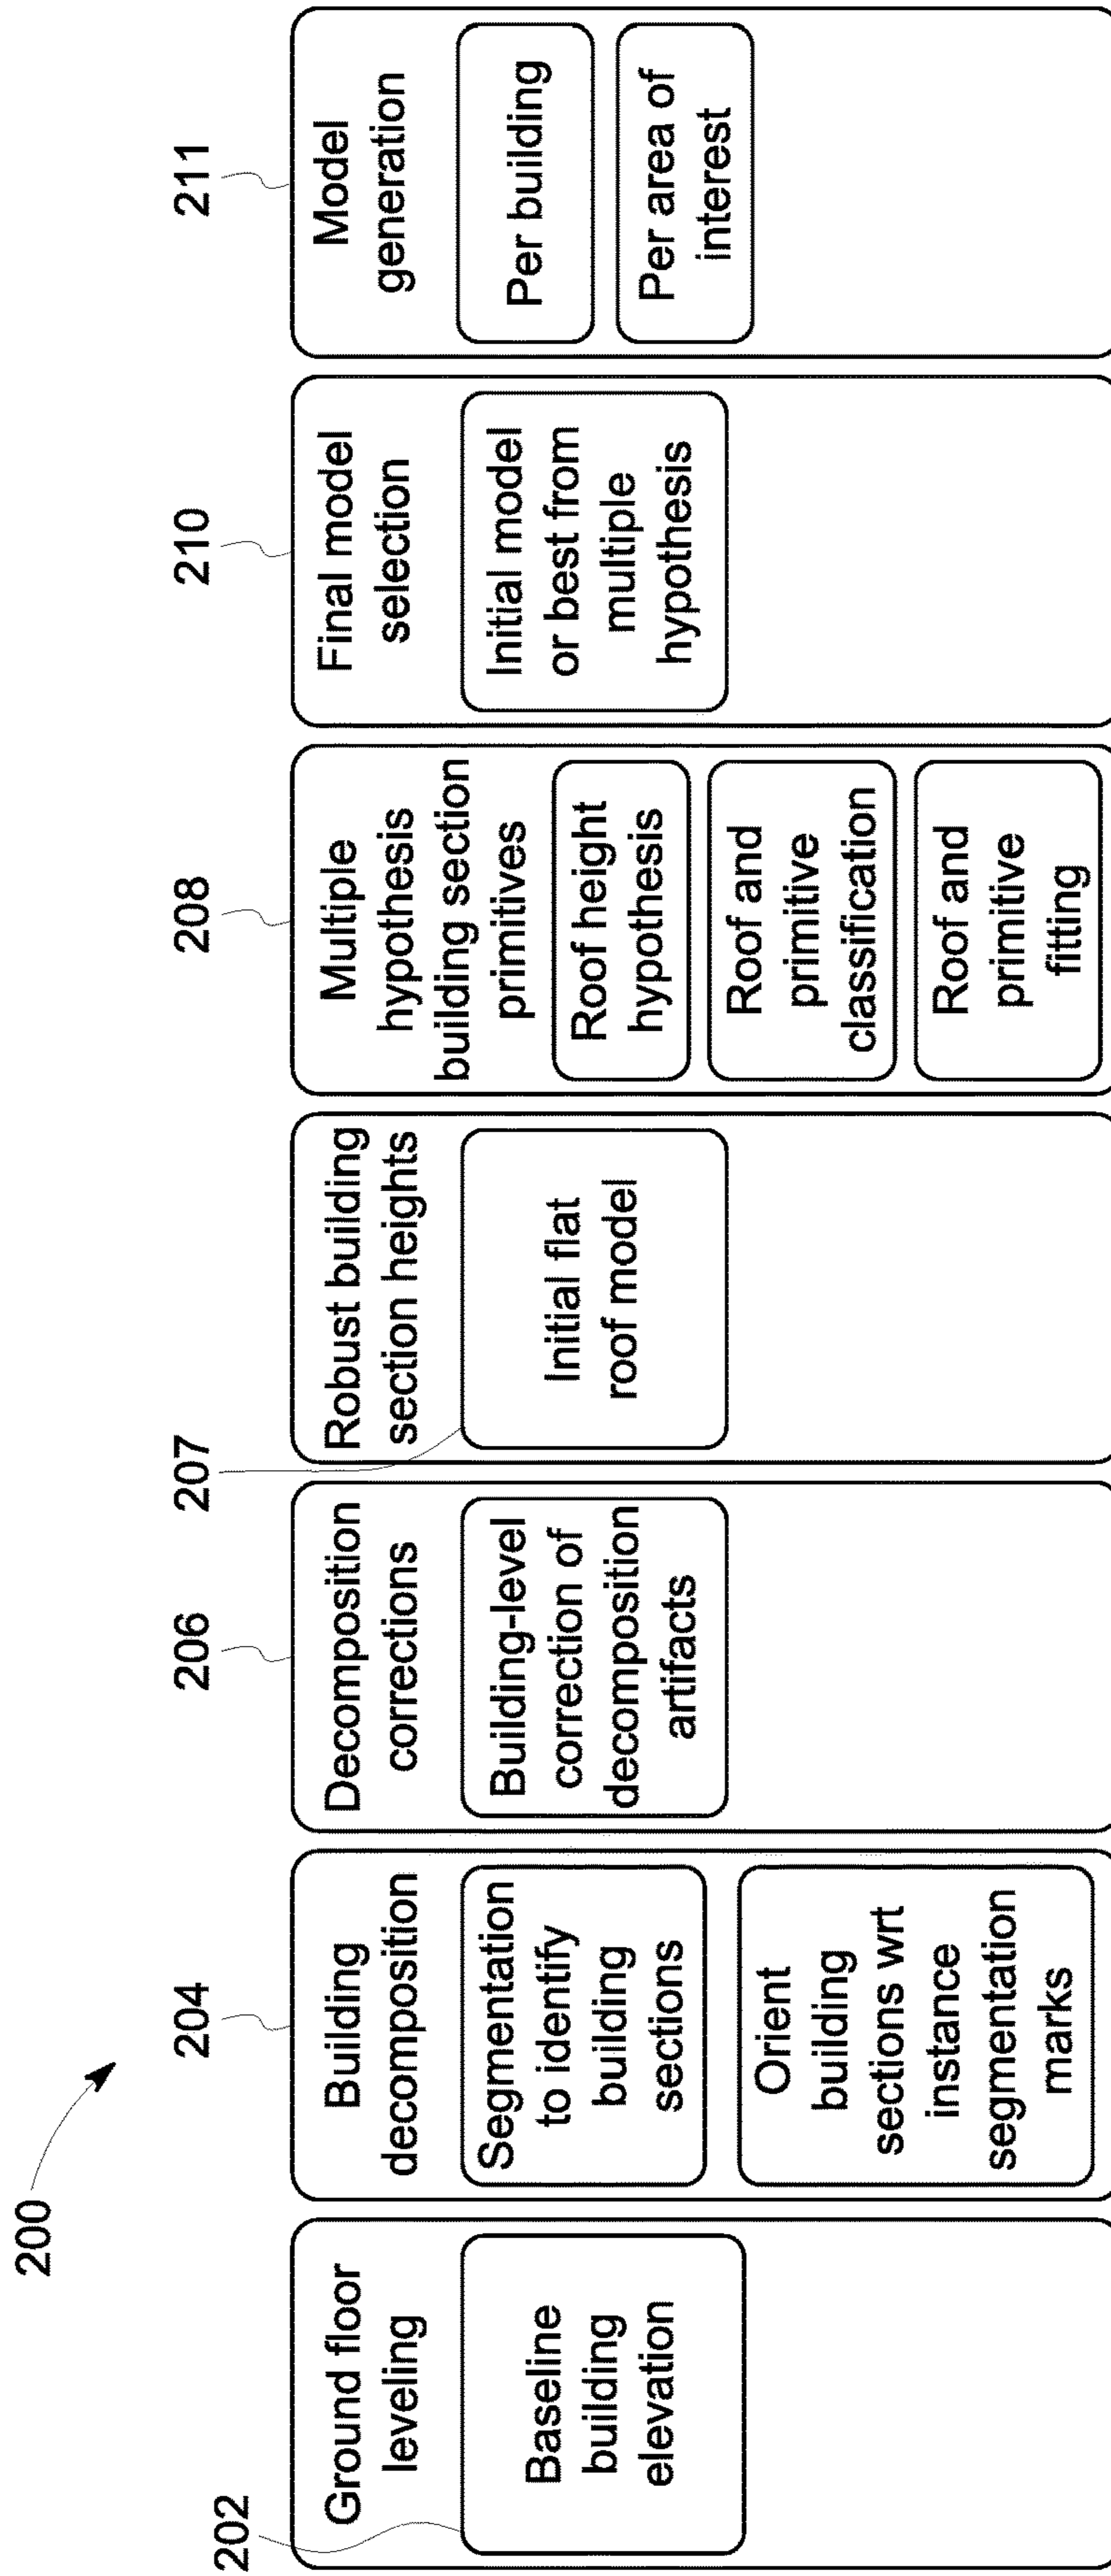 200
202
Ground floor
leveling
Baseline
building
elevation
204
Building
decomposition
Segmentation
to identify
building
sections
Orient
building
sections wrt
instance
segmentation
marks
206
Decomposition
corrections
Building-level
correction of
decomposition
artifacts
207
Robust building
section heights
Initial flat
roof model
208
Multiple
hypothesis
building section
primitives
Roof height
hypothesis
Roof and
primitive
classification
Roof and
primitive
fitting
210
Final model
selection
Initial model
or best from
multiple
hypothesis
211
Model
generation
Per building
Per area of
interest